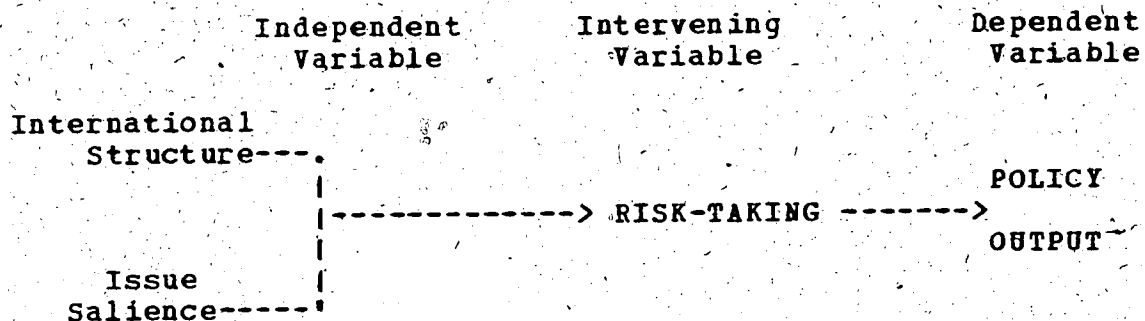 Independent Intervening Dependent
Variable Variable Variable
International
Structure---.
|
|-------------> RISK-TAKING -------> POLICY
OUTPUT
|
Issue
Salience-----'